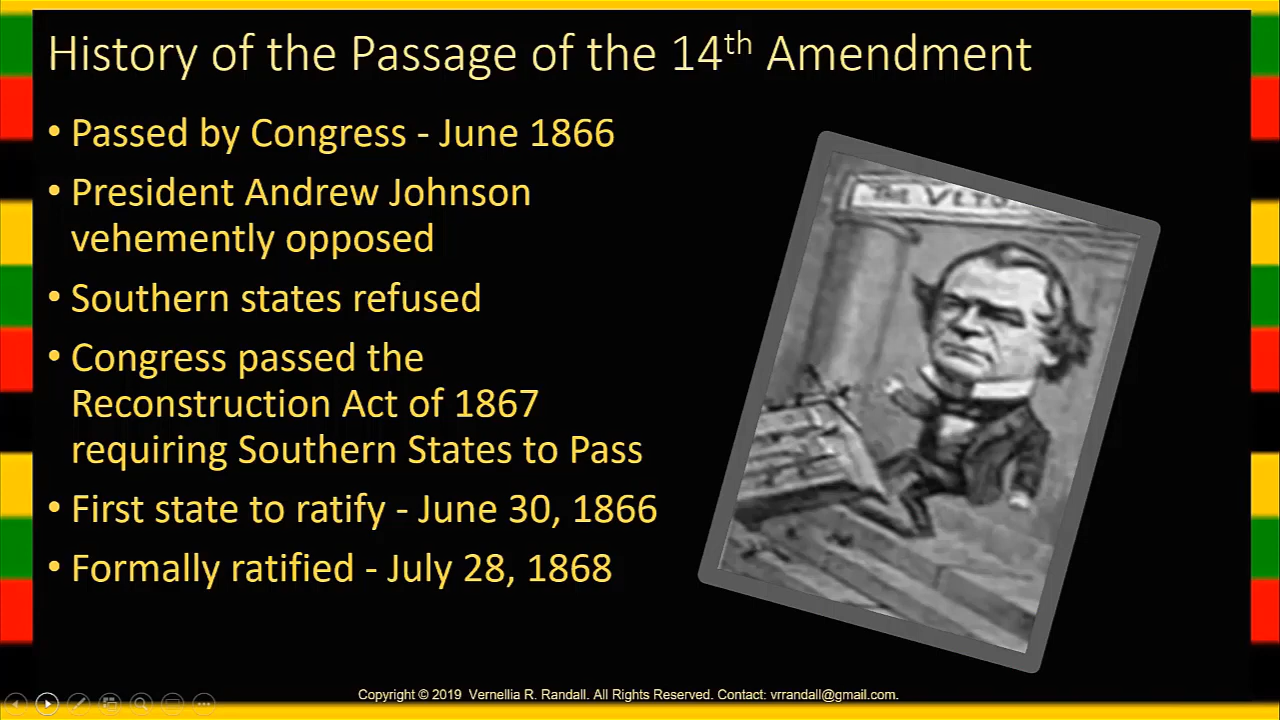 History of the Passage of the 14th Amendment
• Passed by Congress - June 1866
• President Andrew Johnson
vehemently opposed
• Southern states refused
• Congress passed the
Reconstruction Act of 1867
requiring Southern States to Pass
• First state to ratify - June 30, 1866
• Formally ratified - July 28, 1868
THE VETO
Copyright © 2019 Vernellia R. Randall. All Rights Reserved. Contact: vrrandall@gmail.com.